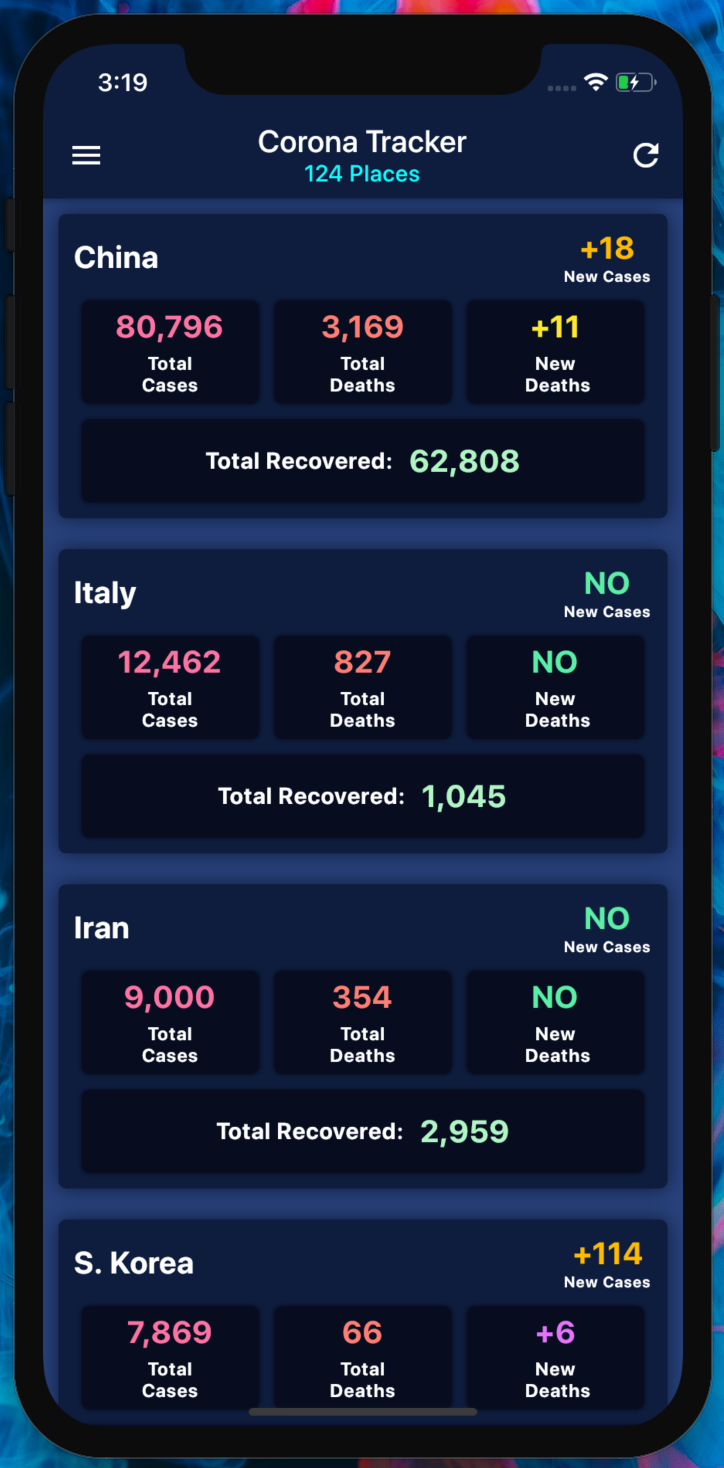 3:19
Corona Tracker
124 Places
China
+18
New Cases
80,796
Total
Cases
3,169
Total
Deaths
+11
New
Deaths
Total Recovered: 62,808
Italy
NO
New Cases
12,462
Total
Cases
827
Total
Deaths
NO
New
Deaths
Total Recovered: 1,045
Iran
NO
New Cases
9,000
Total
Cases
354
Total
Deaths
NO
New
Deaths
Total Recovered: 2,959
S. Korea
+114
New Cases
7,869
Total
Cases
66
Total
Deaths
+6
New
Deaths